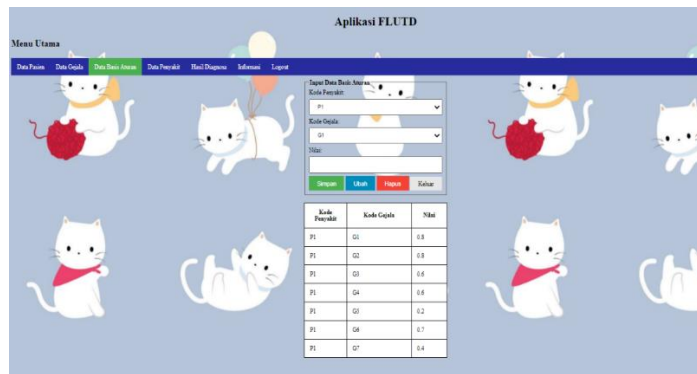 Aplikasi FLUTD
Menu Utama
Data Pasien Data Gejala Data Basis Aturan Data Penyakit Hasil Diagnosa Informasi Logout
Input Data Basis Aturan
Kode Penyakit:
P1
Kode Gejala:
G1
Nilai:
Simpan Ubah Hapus Keluar
Kode Penyakit Kode Gejala Nilai
P1 G1 0.8
P1 G2 0.8
P1 G3 0.6
P1 G4 0.6
P1 G5 0.2
P1 G6 0.7
P1 G7 0.4